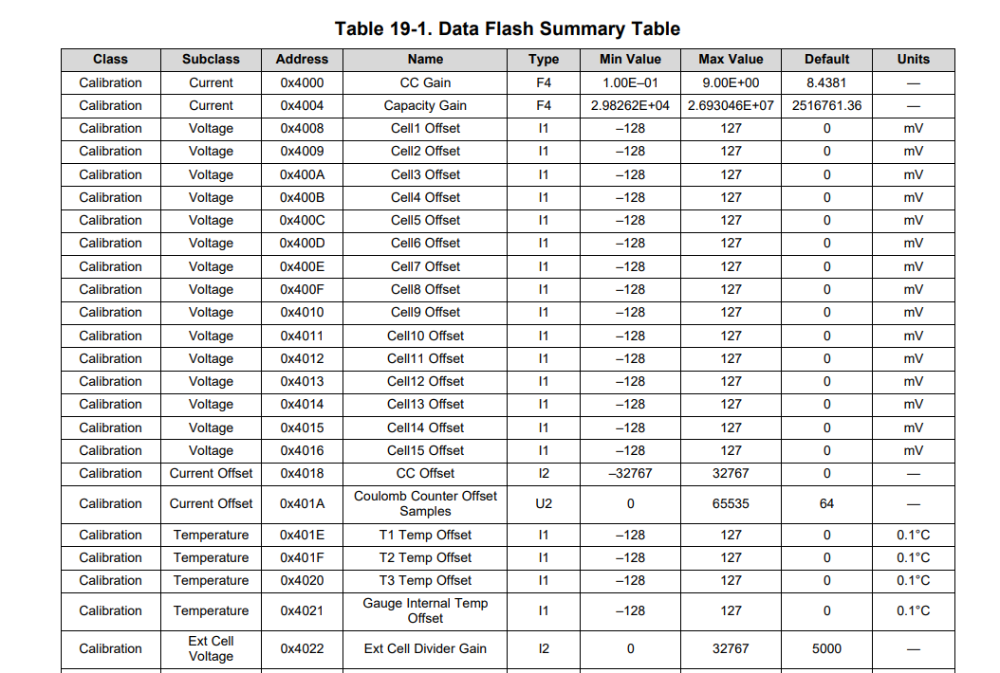 Table 19-1. Data Flash Summary Table
Class Subclass Address Name Type Min Value Max Value Default Units
Calibration Current 0x4000 CC Gain F4 1.00E–01 9.00E+00 8.4381 —
Calibration Current 0x4004 Capacity Gain F4 2.98262E+04 2.693046E+07 2516761.36 —
Calibration Voltage 0x4008 Cell1 Offset I1 –128 127 0 mV
Calibration Voltage 0x4009 Cell2 Offset I1 –128 127 0 mV
Calibration Voltage 0x400A Cell3 Offset I1 –128 127 0 mV
Calibration Voltage 0x400B Cell4 Offset I1 –128 127 0 mV
Calibration Voltage 0x400C Cell5 Offset I1 –128 127 0 mV
Calibration Voltage 0x400D Cell6 Offset I1 –128 127 0 mV
Calibration Voltage 0x400E Cell7 Offset I1 –128 127 0 mV
Calibration Voltage 0x400F Cell8 Offset I1 –128 127 0 mV
Calibration Voltage 0x4010 Cell9 Offset I1 –128 127 0 mV
Calibration Voltage 0x4011 Cell10 Offset I1 –128 127 0 mV
Calibration Voltage 0x4012 Cell11 Offset I1 –128 127 0 mV
Calibration Voltage 0x4013 Cell12 Offset I1 –128 127 0 mV
Calibration Voltage 0x4014 Cell13 Offset I1 –128 127 0 mV
Calibration Voltage 0x4015 Cell14 Offset I1 –128 127 0 mV
Calibration Voltage 0x4016 Cell15 Offset I1 –128 127 0 mV
Calibration Current Offset 0x4018 CC Offset I2 –32767 32767 0 —
Calibration Current Offset 0x401A Coulomb Counter Offset
Samples U2 0 65535 64 —
Calibration Temperature 0x401E T1 Temp Offset I1 –128 127 0 0.1°C
Calibration Temperature 0x401F T2 Temp Offset I1 –128 127 0 0.1°C
Calibration Temperature 0x4020 T3 Temp Offset I1 –128 127 0 0.1°C
Calibration Temperature 0x4021 Gauge Internal Temp
Offset I1 –128 127 0 0.1°C
Calibration Ext Cell
Voltage 0x4022 Ext Cell Divider Gain I2 0 32767 5000 —